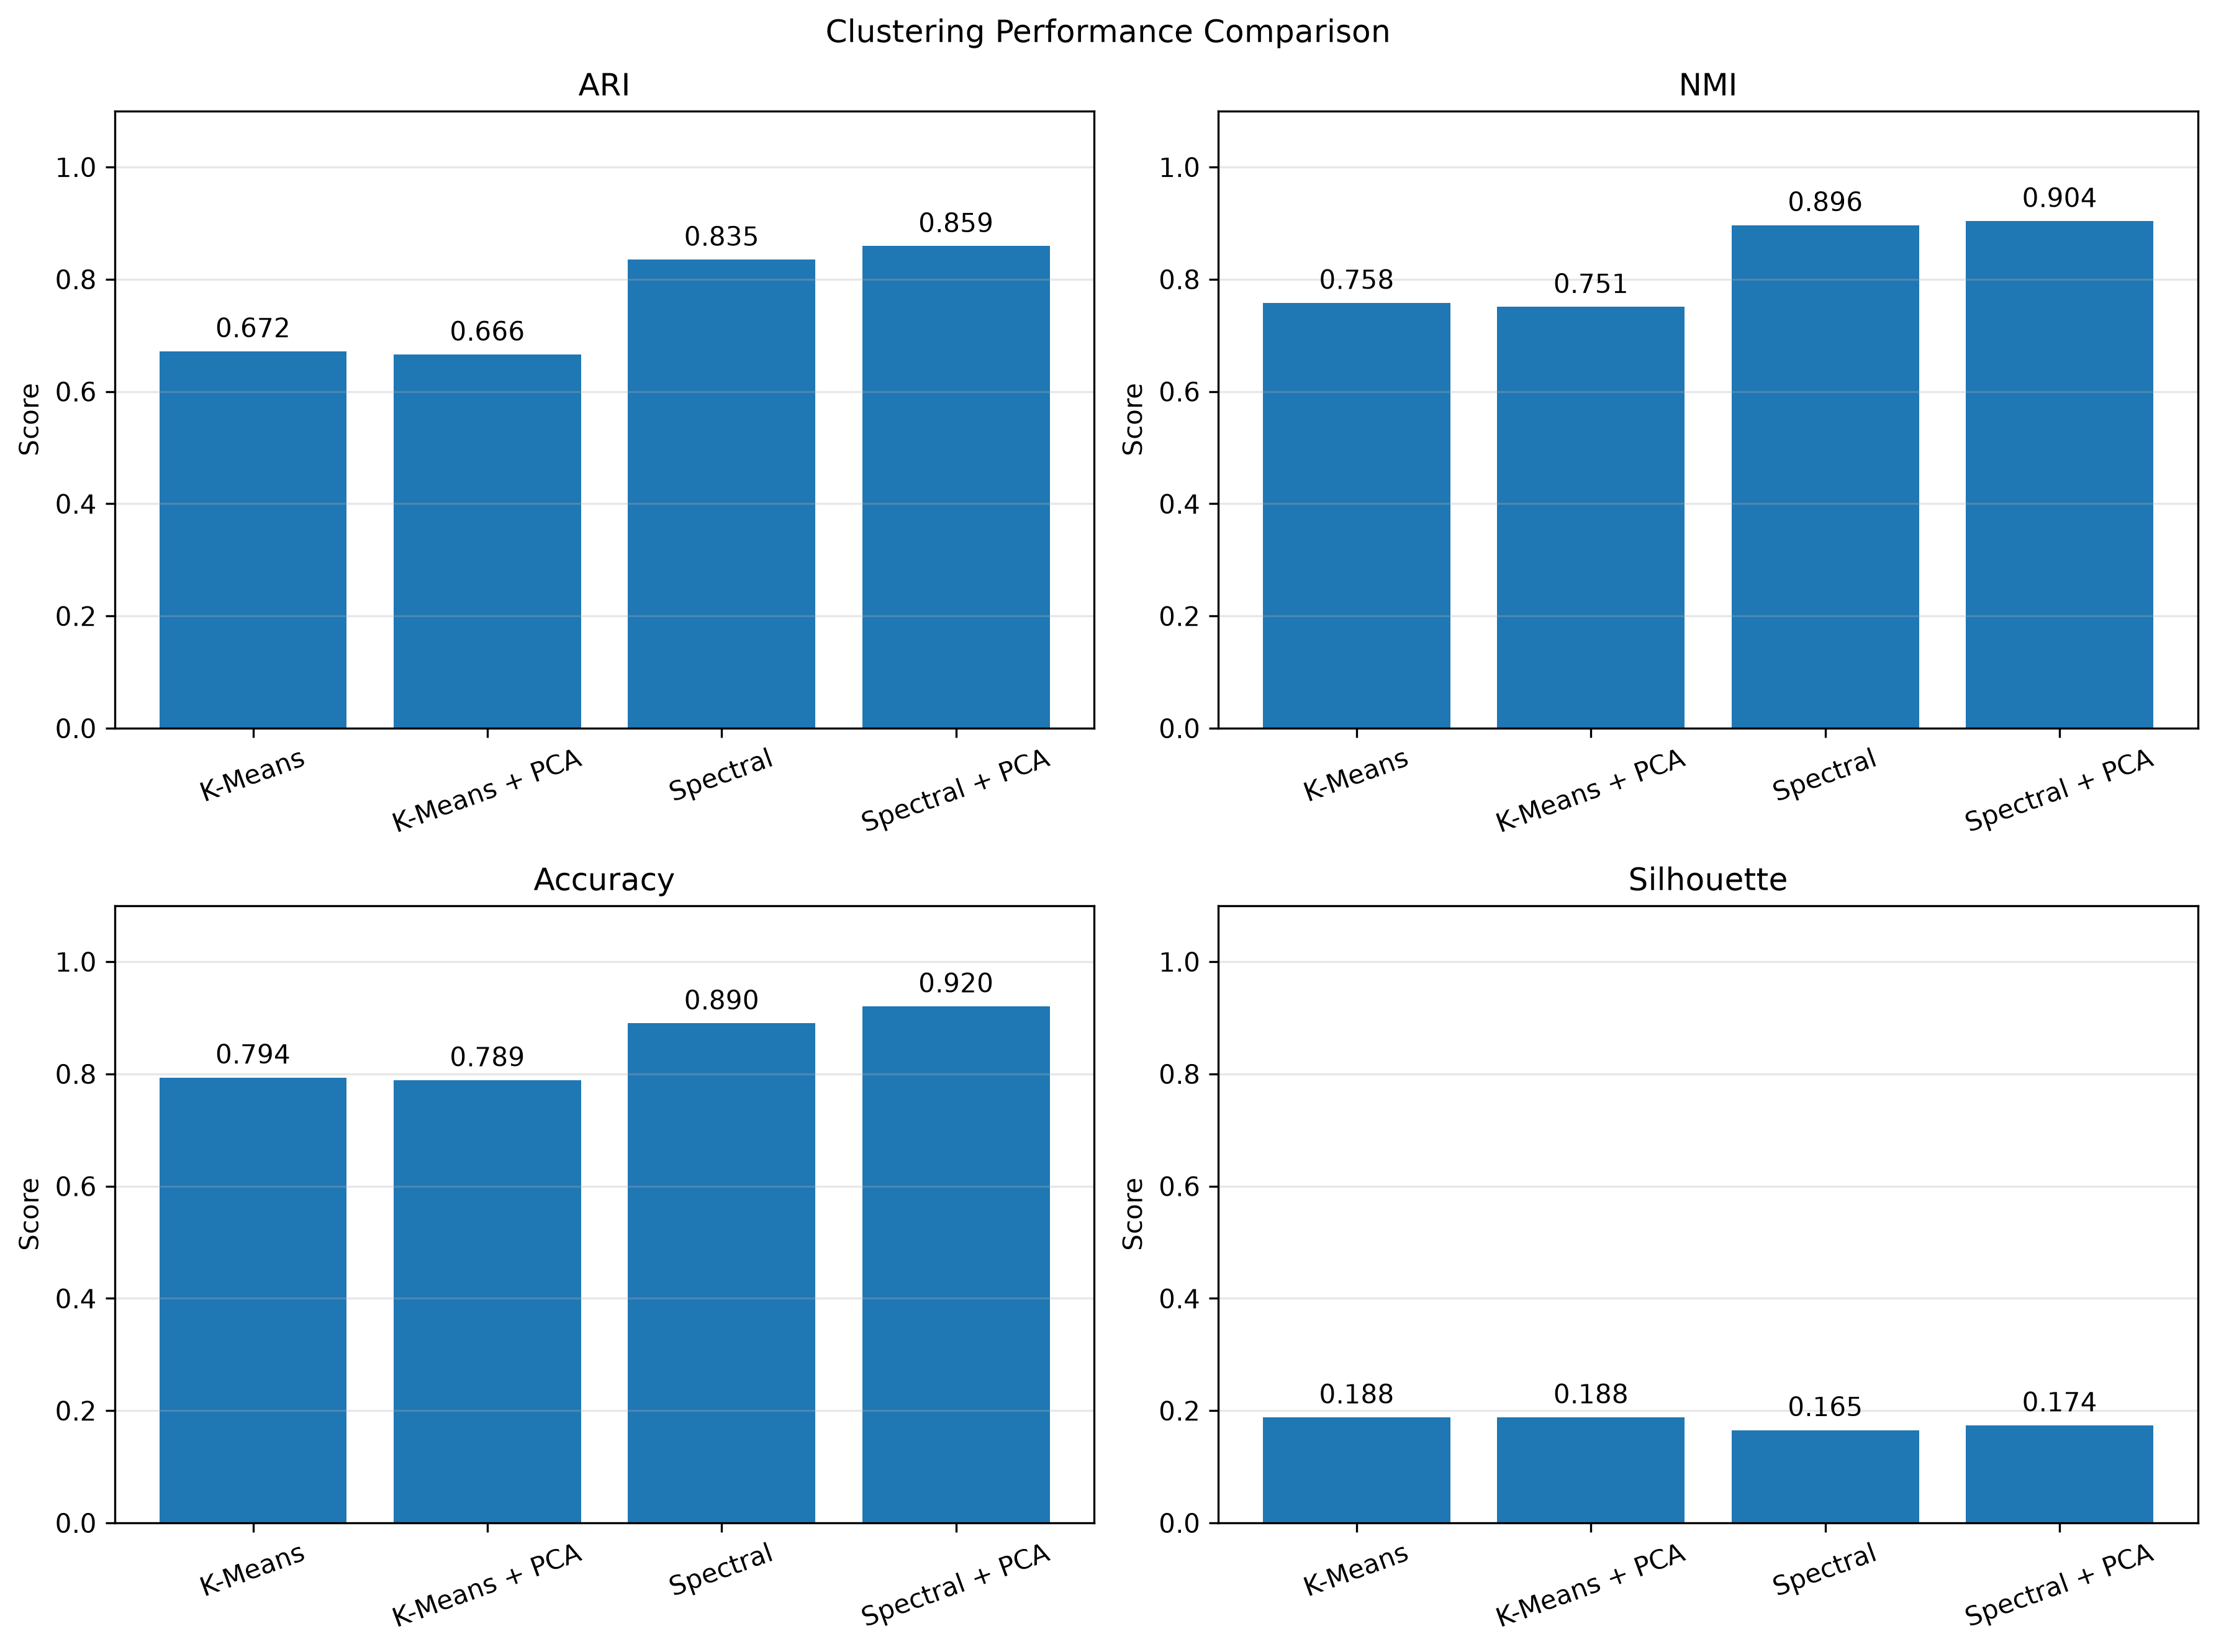 Clustering Performance Comparison
ARI
Score
1.0
0.8
0.6
0.4
0.2
0.0
0.672
0.666
0.835
0.859
K-Means
K-Means + PCA
Spectral
Spectral + PCA
NMI
Score
1.0
0.8
0.6
0.4
0.2
0.0
0.758
0.751
0.896
0.904
K-Means
K-Means + PCA
Spectral
Spectral + PCA
Accuracy
Score
1.0
0.8
0.6
0.4
0.2
0.0
0.794
0.789
0.890
0.920
K-Means
K-Means + PCA
Spectral
Spectral + PCA
Silhouette
Score
1.0
0.8
0.6
0.4
0.2
0.0
0.188
0.188
0.165
0.174
K-Means
K-Means + PCA
Spectral
Spectral + PCA